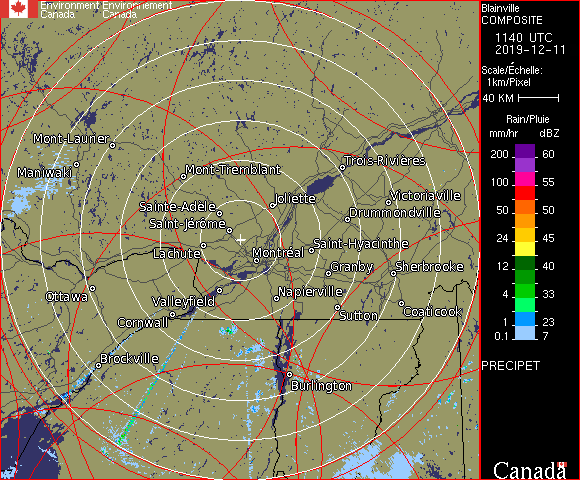 Environment Environnement
Canada Canada
Blainville
COMPOSITE
1140 UTC
2019-12-11
Scale/Échelle:
1km/Pixel
40 KM
Rain/Pluie
mm/hr dBZ
200 60
100 55
50 50
24 45
12 40
4 33
1 23
0.1 7
PRECIPET
Mont-Laurier
Maniwaki
Mont-Tremblant
Trois-Rivières
Joliette
Victoriaville
Sainte-Adèle
Drummondville
Saint-Jérôme
Saint-Hyacinthe
Lachute
Montréal
Granby
Sherbrooke
Ottawa
Valleyfield
Napierville
Coaticook
Cornwall
Sutton
Brockville
Burlington
Canada